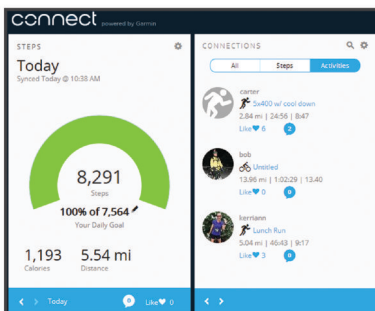 connect powered by Garmin
STEPS
Today
Synced Today @ 10:38 AM
8,291
Steps
100% of 7,564
Your Daily Goal
1,193
Calories
5.54 mi
Distance
Today
0
Like 0
CONNECTIONS
All
Steps
Activities
carter
5x400 w/ cool down
2.84 mi | 24:56 | 8:47
Like 6
2
bob
Untitled
13.96 mi | 1:02:29 | 13.40
Like 0
0
kerriann
Lunch Run
5.04 mi | 46:43 | 9:17
Like 3
0